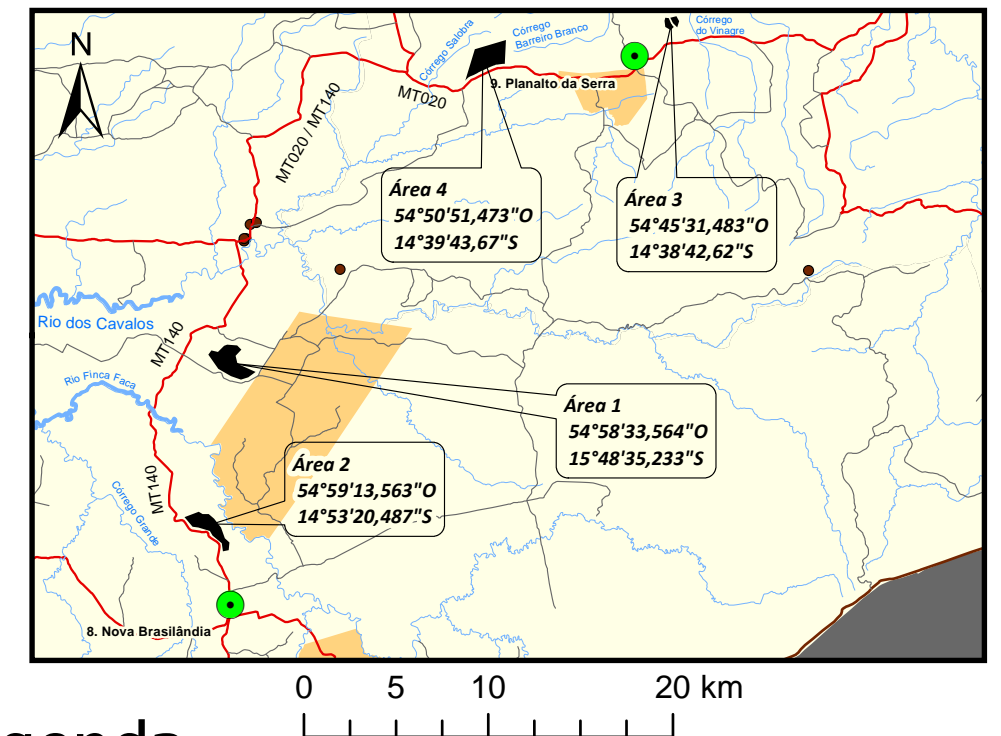 N
Córrego Salobra
Córrego
Barreiro Branco
Córrego
do Vinagre
9. Planalto da Serra
MT020
MT020 / MT140
Área 4
54°50'51,473"O
14°39'43,67"S
Área 3
54°45'31,483"O
14°38'42,62"S
Rio dos Cavalos
MT140
Rio Finca Faca
Área 1
54°58'33,564"O
15°48'35,233"S
Área 2
54°59'13,563"O
14°53'20,487"S
MT140
Córrego Grande
8. Nova Brasilândia
0 5 10 20 km